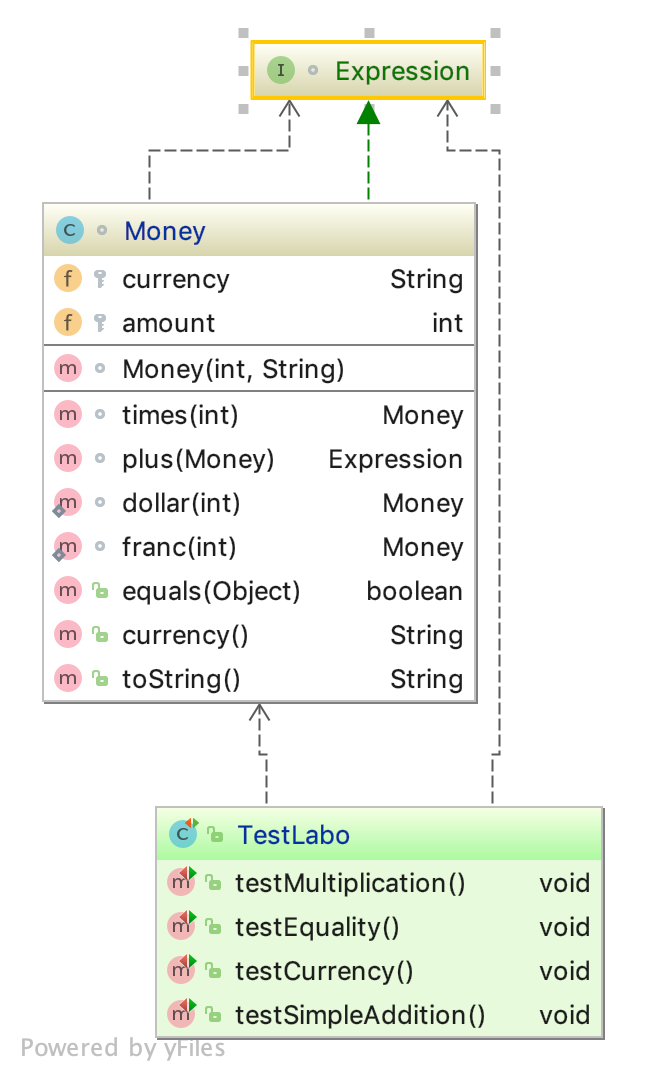 I Expression
C Money
f currency String
f amount int
m Money(int, String)
m times(int) Money
m plus(Money) Expression
m dollar(int) Money
m franc(int) Money
m equals(Object) boolean
m currency() String
m toString() String
C TestLabo
m testMultiplication() void
m testEquality() void
m testCurrency() void
m testSimpleAddition() void
Powered by yFiles